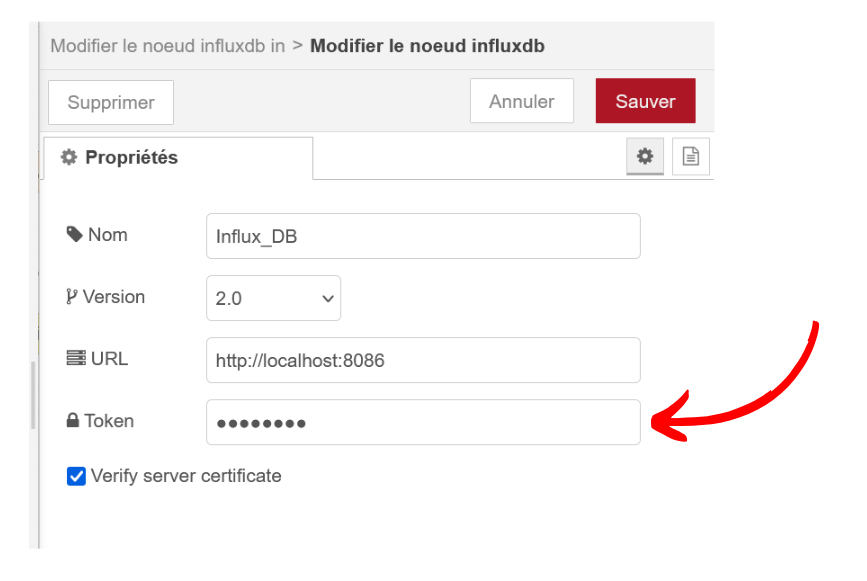 Modifier le noeud influxdb in > Modifier le noeud influxdb
Supprimer Annuler Sauver
Propriétés
Nom Influx_DB
Version 2.0
URL http://localhost:8086
Token ••••••••
Verify server certificate